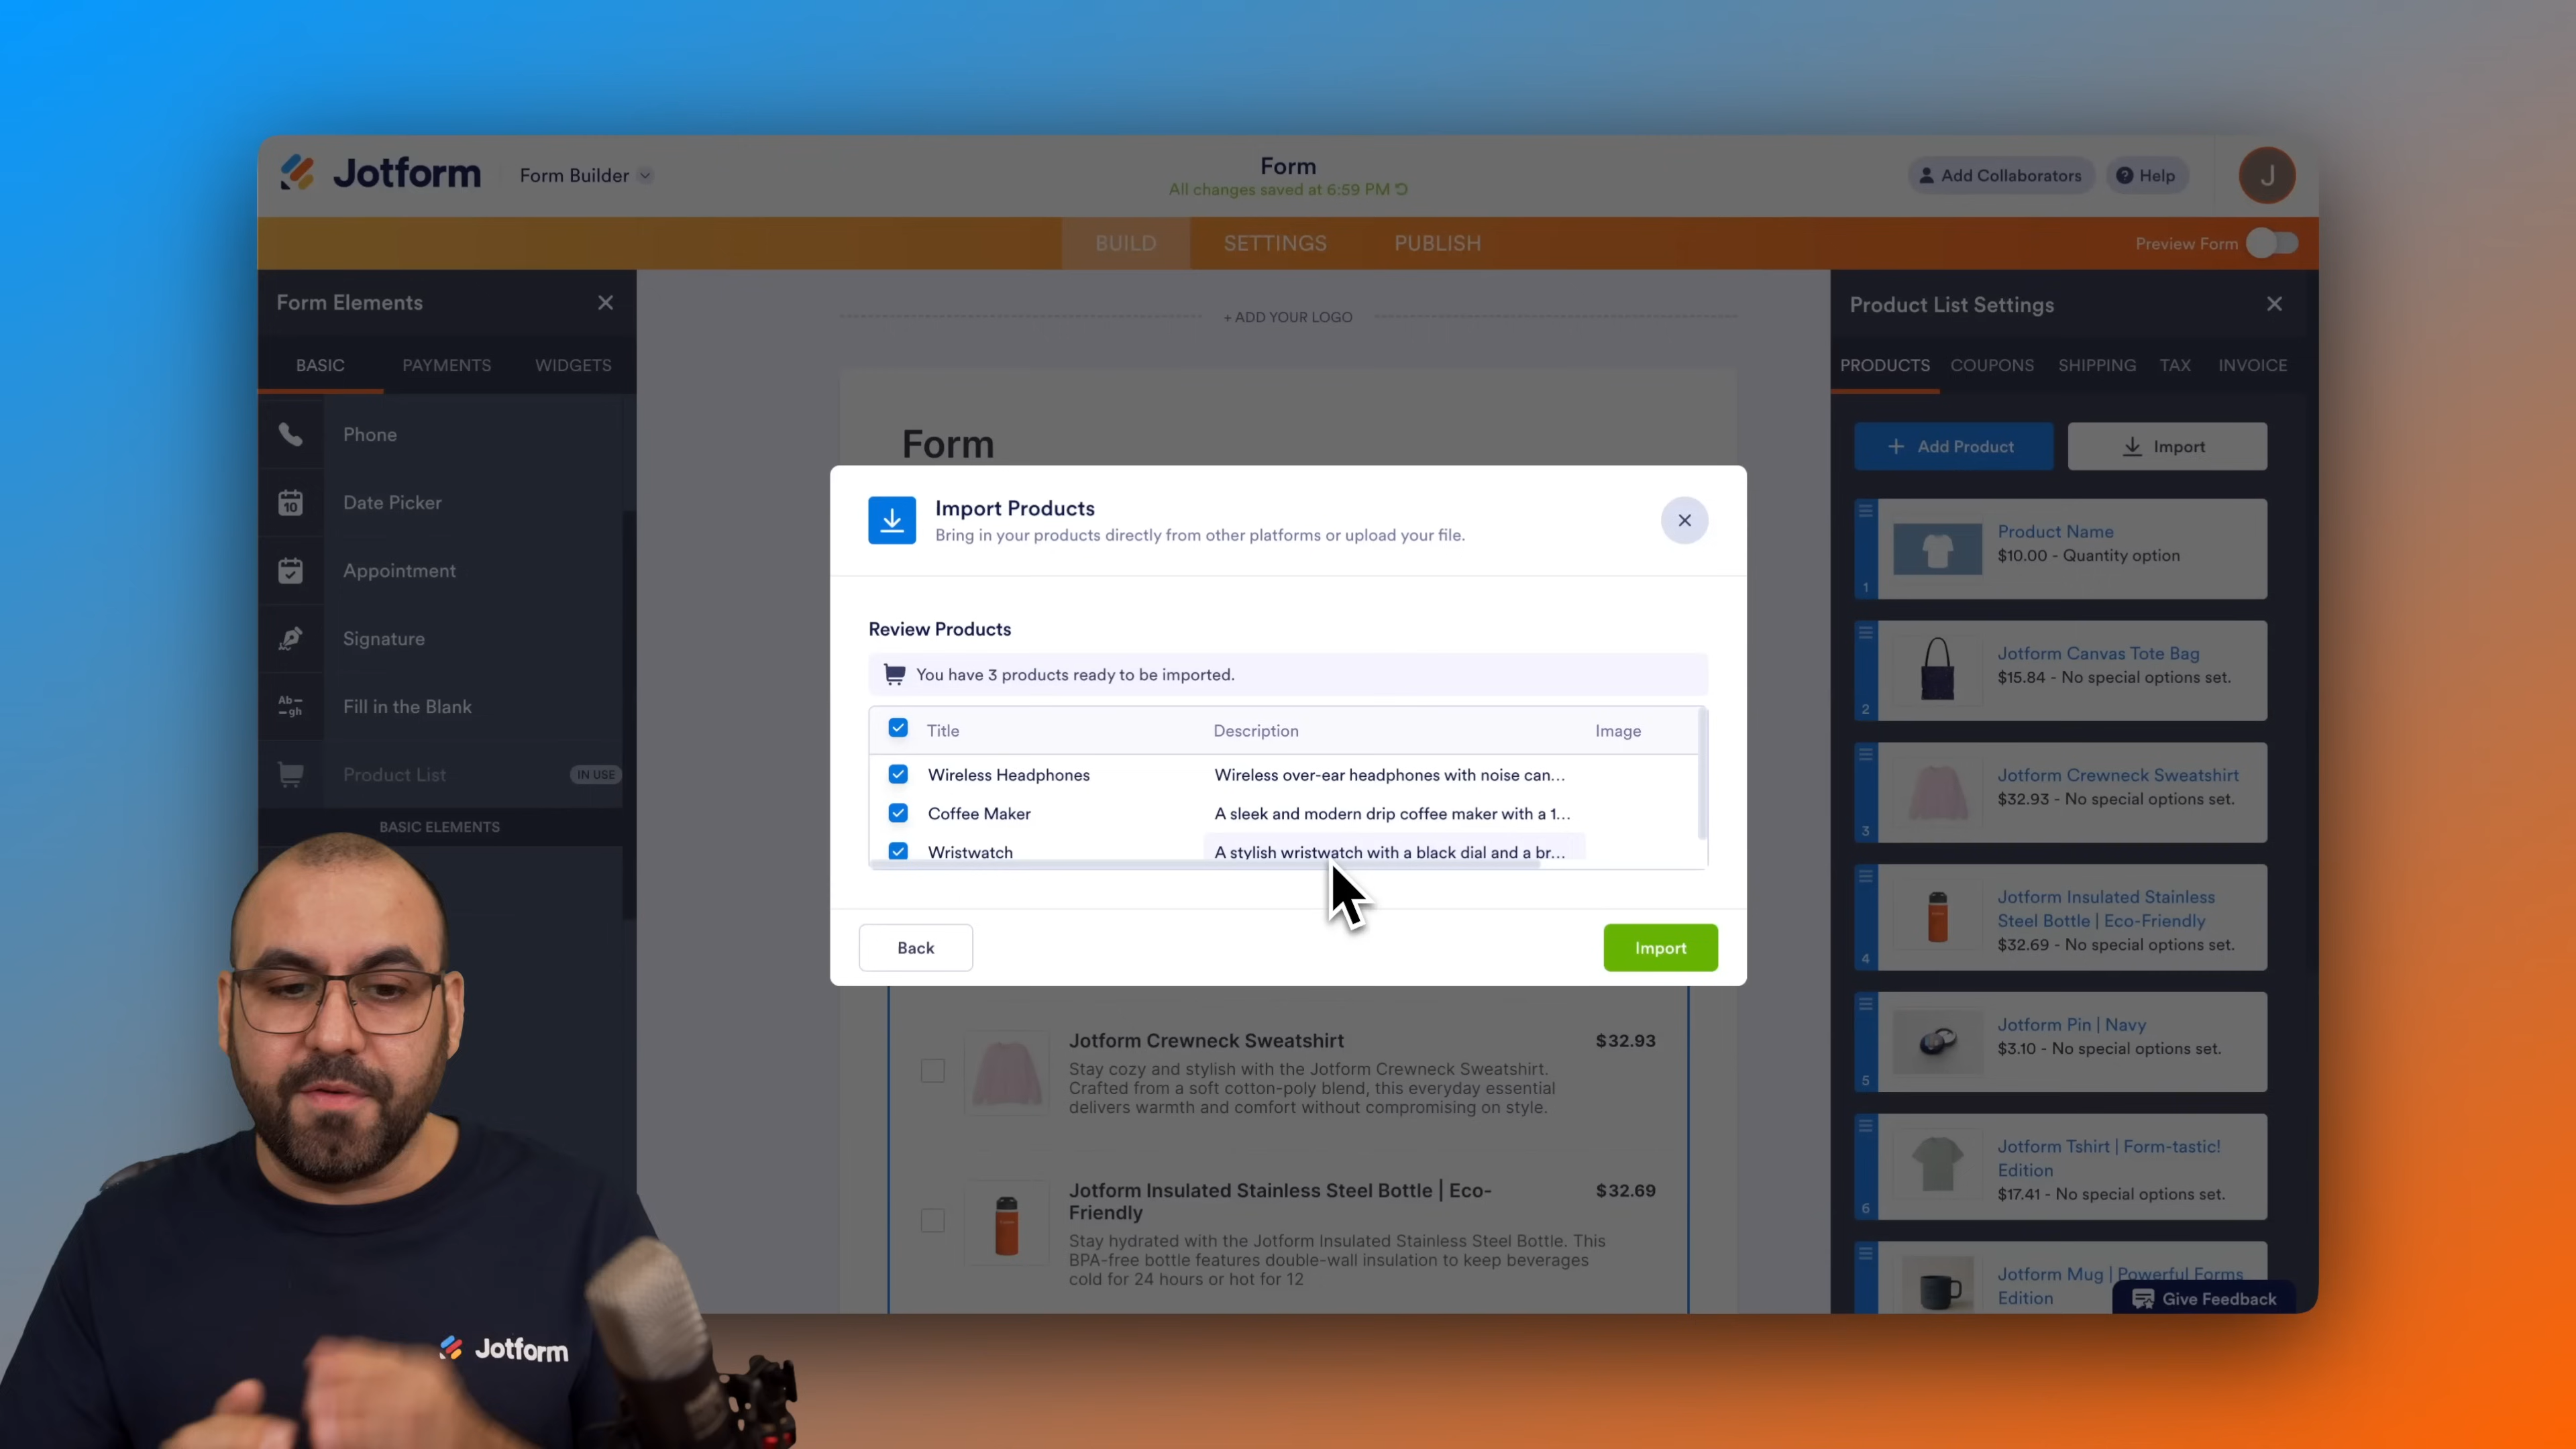 Jotform
Form Builder
Form
All changes saved at 6:59 PM
Add Collaborators
Help
J
BUILD
SETTINGS
PUBLISH
Preview Form
Form Elements
BASIC
PAYMENTS
WIDGETS
Phone
10
Date Picker
Appointment
Signature
Ab
gh
Fill in the Blank
Product List
IN USE
BASIC ELEMENTS
+ ADD YOUR LOGO
Form
Import Products
Bring in your products directly from other platforms or upload your file.
Review Products
You have 3 products ready to be imported.
Title
Description
Image
Wireless Headphones
Wireless over-ear headphones with noise can...
Coffee Maker
A sleek and modern drip coffee maker with a 1...
Wristwatch
A stylish wristwatch with a black dial and a br...
Back
Import
Jotform Crewneck Sweatshirt
$32.93
Stay cozy and stylish with the Jotform Crewneck Sweatshirt.
Crafted from a soft cotton-poly blend, this everyday essential
delivers warmth and comfort without compromising on style.
Jotform Insulated Stainless Steel Bottle | Eco-
Friendly
$32.69
Stay hydrated with the Jotform Insulated Stainless Steel Bottle. This
BPA-free bottle features double-wall insulation to keep beverages
cold for 24 hours or hot for 12
Product List Settings
PRODUCTS
COUPONS
SHIPPING
TAX
INVOICE
+ Add Product
Import
1
Product Name
$10.00 - Quantity option
2
Jotform Canvas Tote Bag
$15.84 - No special options set.
3
Jotform Crewneck Sweatshirt
$32.93 - No special options set.
4
Jotform Insulated Stainless
Steel Bottle | Eco-Friendly
$32.69 - No special options set.
5
Jotform Pin | Navy
$3.10 - No special options set.
6
Jotform Tshirt | Form-tastic!
Edition
$17.41 - No special options set.
Jotform Mug | Powerful Forms
Edition
Give Feedback
Jotform